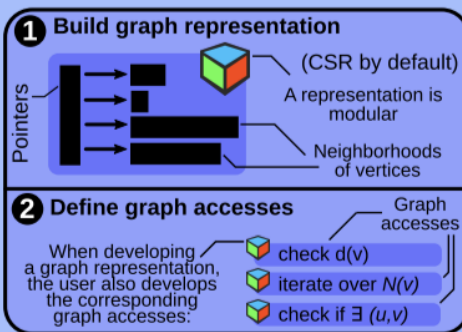 1 Build graph representation
(CSR by default)
A representation is
modular
Pointers
Neighborhoods
of vertices
2 Define graph accesses
Graph
accesses
When developing
a graph representation,
the user also develops
the corresponding
graph accesses:
check d(v)
iterate over N(v)
check if ∃ (u,v)